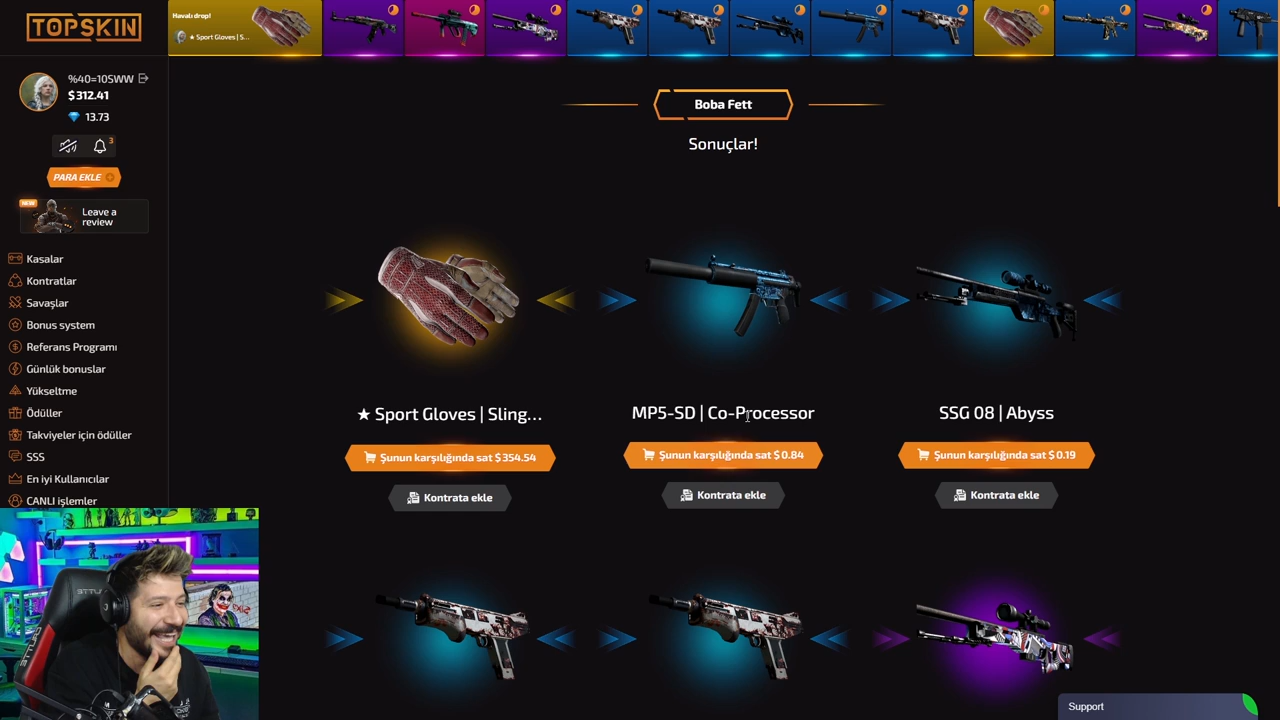 TOPSKIN
Havalı drop!
★ Sport Gloves | S...
%40=10SWW
$ 312.41
13.73
3
PARA EKLE
NEW
Leave a
review
Kasalar
Kontratlar
Savaşlar
Bonus system
Referans Programı
Günlük bonuslar
Yükseltme
Ödüller
Takviyeler için ödüller
SSS
En iyi Kullanıcılar
CANLI işlemler
Boba Fett
Sonuçlar!
★ Sport Gloves | Sling...
MP5-SD | Co-Processor
SSG 08 | Abyss
Şunun karşılığında sat $ 354.54
Şunun karşılığında sat $ 0.84
Şunun karşılığında sat $ 0.19
Kontrata ekle
Kontrata ekle
Kontrata ekle
Support